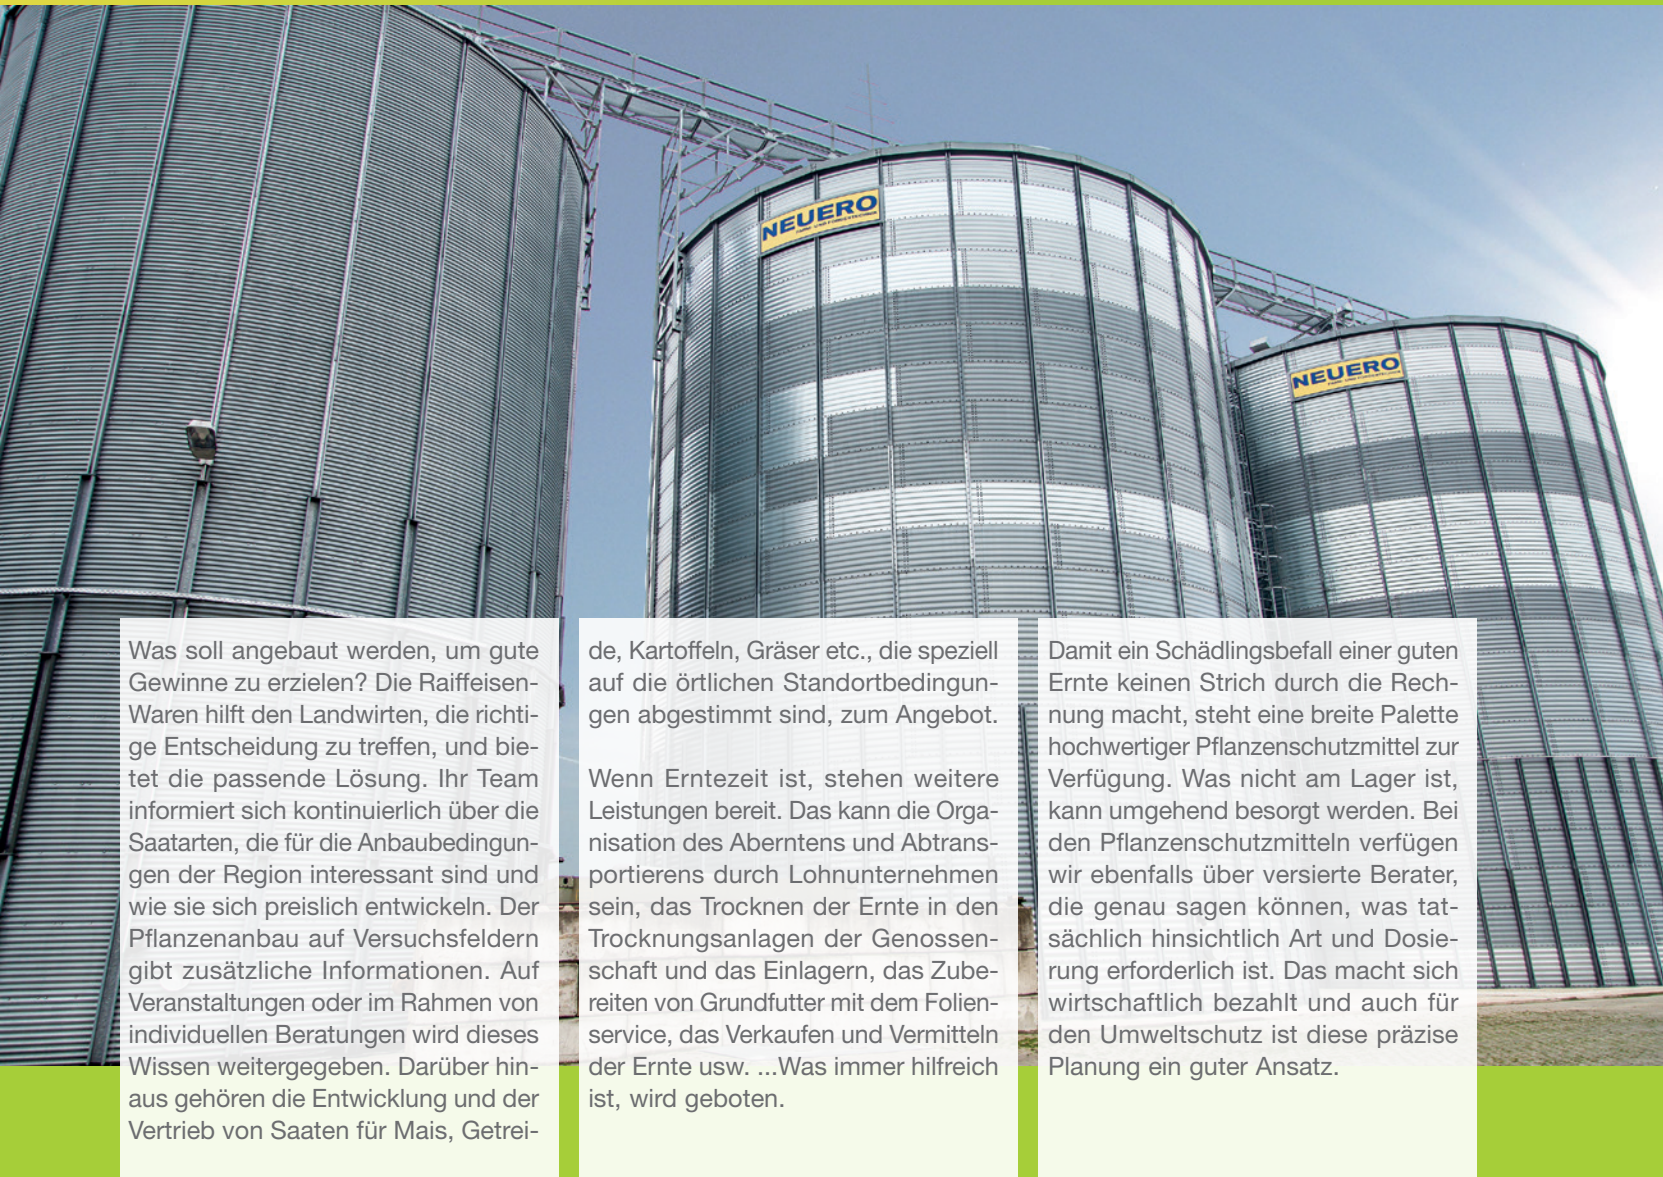 NEUERO
NEUERO
Was soll angebaut werden, um gute
Gewinne zu erzielen? Die Raiffeisen-
Waren hilft den Landwirten, die richti-
ge Entscheidung zu treffen, und bie-
tet die passende Lösung. Ihr Team
informiert sich kontinuierlich über die
Saatarten, die für die Anbaubedingun-
gen der Region interessant sind und
wie sie sich preislich entwickeln. Der
Pflanzenanbau auf Versuchsfeldern
gibt zusätzliche Informationen. Auf
Veranstaltungen oder im Rahmen von
individuellen Beratungen wird dieses
Wissen weitergegeben. Darüber hin-
aus gehören die Entwicklung und der
Vertrieb von Saaten für Mais, Getrei-
de, Kartoffeln, Gräser etc., die speziell
auf die örtlichen Standortbedingun-
gen abgestimmt sind, zum Angebot.
Wenn Erntezeit ist, stehen weitere
Leistungen bereit. Das kann die Orga-
nisation des Aberntens und Abtrans-
portierens durch Lohnunternehmen
sein, das Trocknen der Ernte in den
Trocknungsanlagen der Genossen-
schaft und das Einlagern, das Zube-
reiten von Grundfutter mit dem Folien-
service, das Verkaufen und Vermitteln
der Ernte usw. ...Was immer hilfreich
ist, wird geboten.
Damit ein Schädlingsbefall einer guten
Ernte keinen Strich durch die Rech-
nung macht, steht eine breite Palette
hochwertiger Pflanzenschutzmittel zur
Verfügung. Was nicht am Lager ist,
kann umgehend besorgt werden. Bei
den Pflanzenschutzmitteln verfügen
wir ebenfalls über versierte Berater,
die genau sagen können, was tat-
sächlich hinsichtlich Art und Dosie-
rung erforderlich ist. Das macht sich
wirtschaftlich bezahlt und auch für
den Umweltschutz ist diese präzise
Planung ein guter Ansatz.